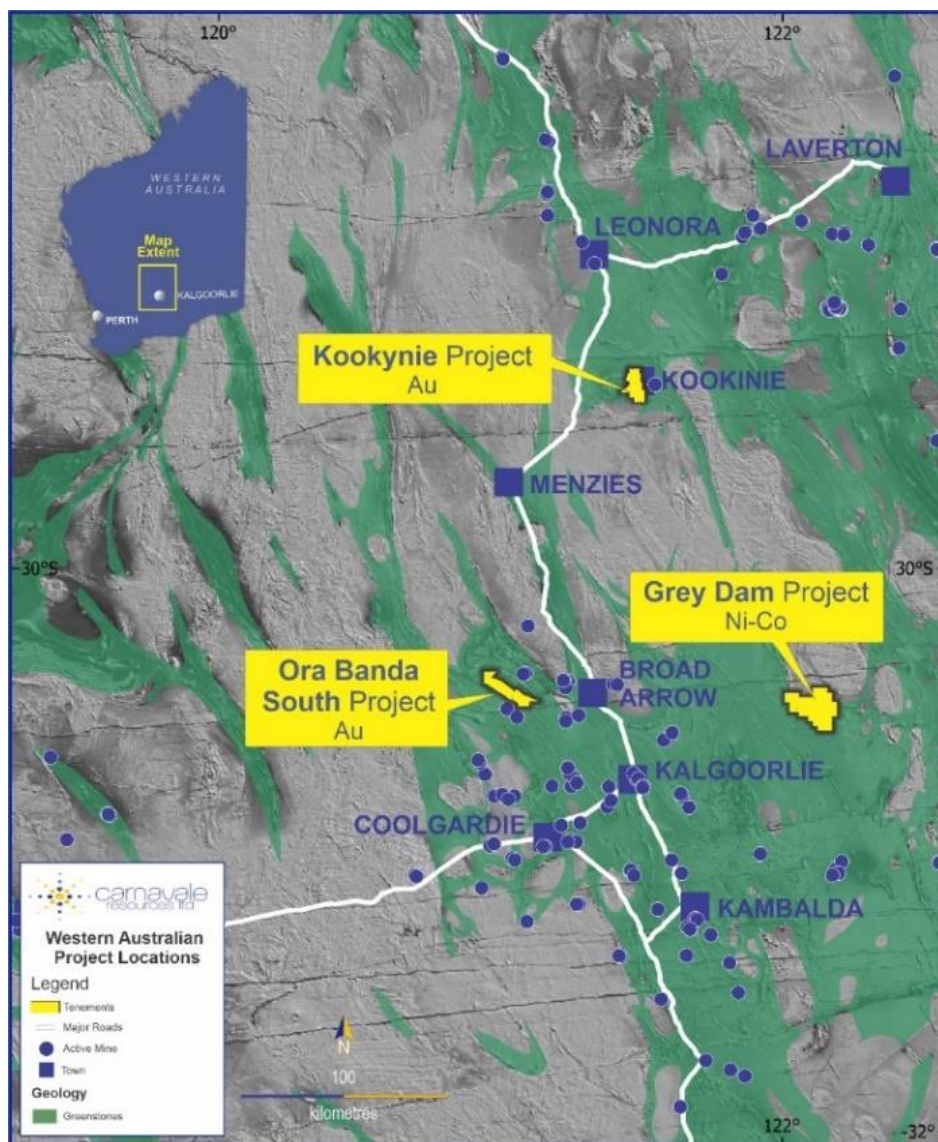 120°
122°
WESTERN
AUSTRALIA
Map
Extent
KALGOORLIE
PERTH
LAVERTON
LEONORA
Kookynie Project
Au
KOOKINIE
MENZIES
30°S
30°S
Grey Dam Project
Ni-Co
Ora Banda
South Project
Au
BROAD
ARROW
KALGOORLIE
COOLGARDIE
KAMBALDA
carnavale
resources ltd
Western Australian
Project Locations
Legend
Tenements
Major Roads
Active Mine
Town
Geology
Greenstones
N
100
kilometres
122°
-32°